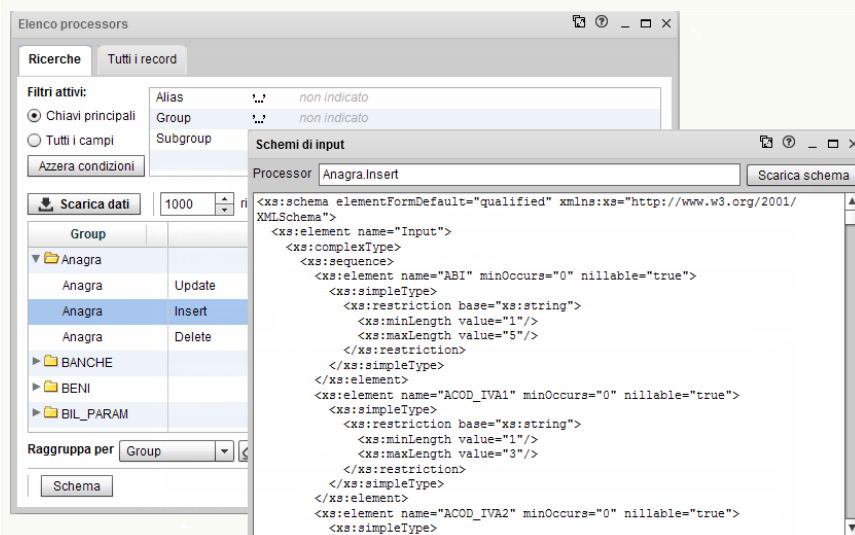 Elenco processors
Ricerche
Tutti i record
Filtri attivi:
Chiavi principali
Tutti i campi
Azzera condizioni
Alias '..' non indicato
Group '..' non indicato
Subgroup
Scarica dati
1000
ri
Group
Anagra
Anagra Update
Anagra Insert
Anagra Delete
BANCHE
BENI
BIL_PARAM
Raggruppa per Group
Schema
Schemi di input
Processor Anagra.Insert
Scarica schema
<xs:schema elementFormDefault="qualified" xmlns:xs="http://www.w3.org/2001/
XMLSchema">
<xs:element name="Input">
<xs:complexType>
<xs:sequence>
<xs:element name="ABI" minOccurs="0" nillable="true">
<xs:simpleType>
<xs:restriction base="xs:string">
<xs:minLength value="1"/>
<xs:maxLength value="5"/>
</xs:restriction>
</xs:simpleType>
</xs:element>
<xs:element name="ACOD_IVA1" minOccurs="0" nillable="true">
<xs:simpleType>
<xs:restriction base="xs:string">
<xs:minLength value="1"/>
<xs:maxLength value="3"/>
</xs:restriction>
</xs:simpleType>
</xs:element>
<xs:element name="ACOD_IVA2" minOccurs="0" nillable="true">
<xs:simpleType>